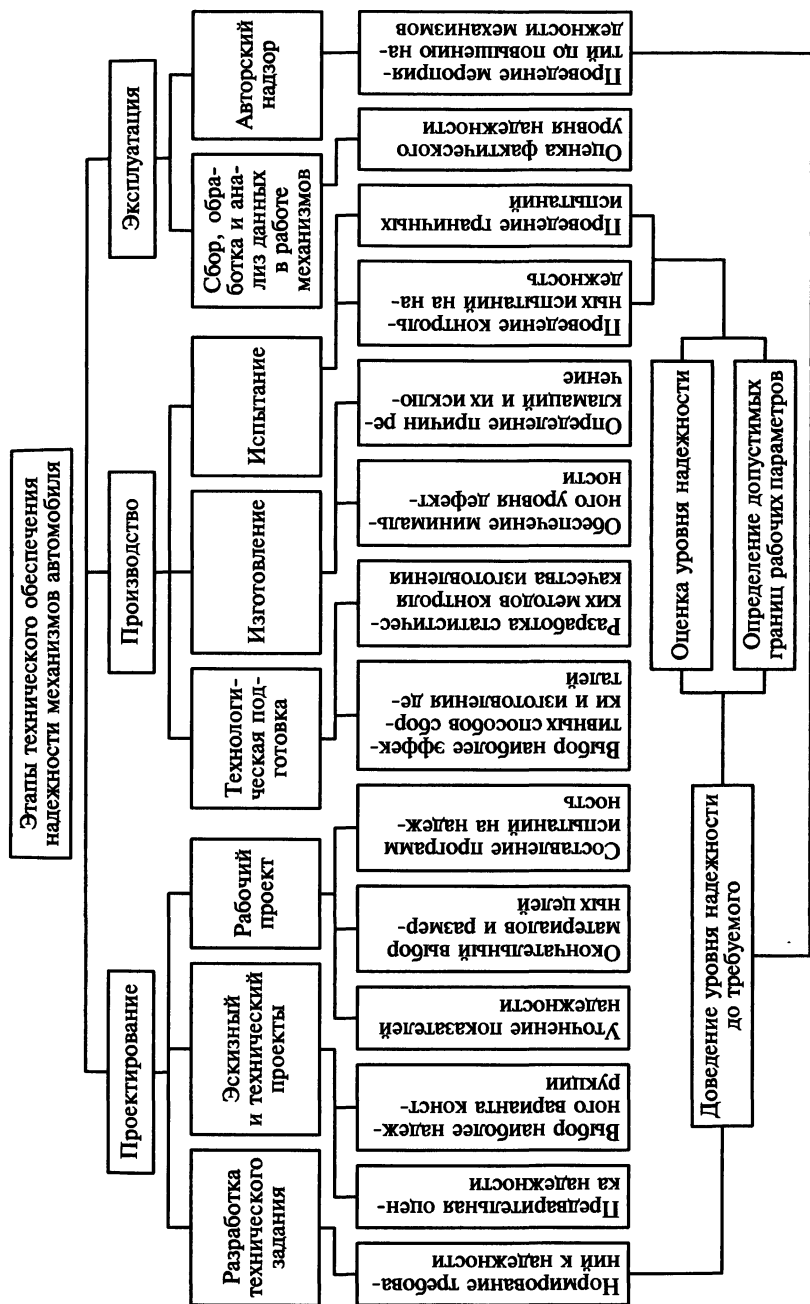 Этапы технического обеспечения
надежности механизмов автомобиля
Проектирование
Производство
Эксплуатация
Разработка
технического
задания
Эскизный
и технический
проекты
Рабочий
проект
Технологи-
ческая под-
готовка
Изготовление
Испытание
Сбор, обра-
ботка и ана-
лиз данных
в работе
механизмов
Авторский
надзор
Нормирование требова-
ний к надежности
Предварительная оцен-
ка надежности
Выбор наиболее надеж-
ного варианта конст-
рукции
Уточнение показателей
надежности
Окончательный выбор
материалов и размер-
ных целей
Составление программ
испытаний на надеж-
ность
Выбор наиболее эффек-
тивных способов сбор-
ки и изготовления де-
талей
Разработка статистичес-
ких методов контроля
качества изготовления
Обеспечение минималь-
ного уровня дефект-
ности
Определение причин ре-
кламаций и их исклю-
чение
Проведение контроль-
ных испытаний на на-
дежность
Проведение граничных
испытаний
Оценка фактического
уровня надежности
Проведение мероприя-
тий по повышению на-
дежности механизмов
Доведение уровня надежности
до требуемого
Оценка уровня надежности
Определение допустимых
границ рабочих параметров